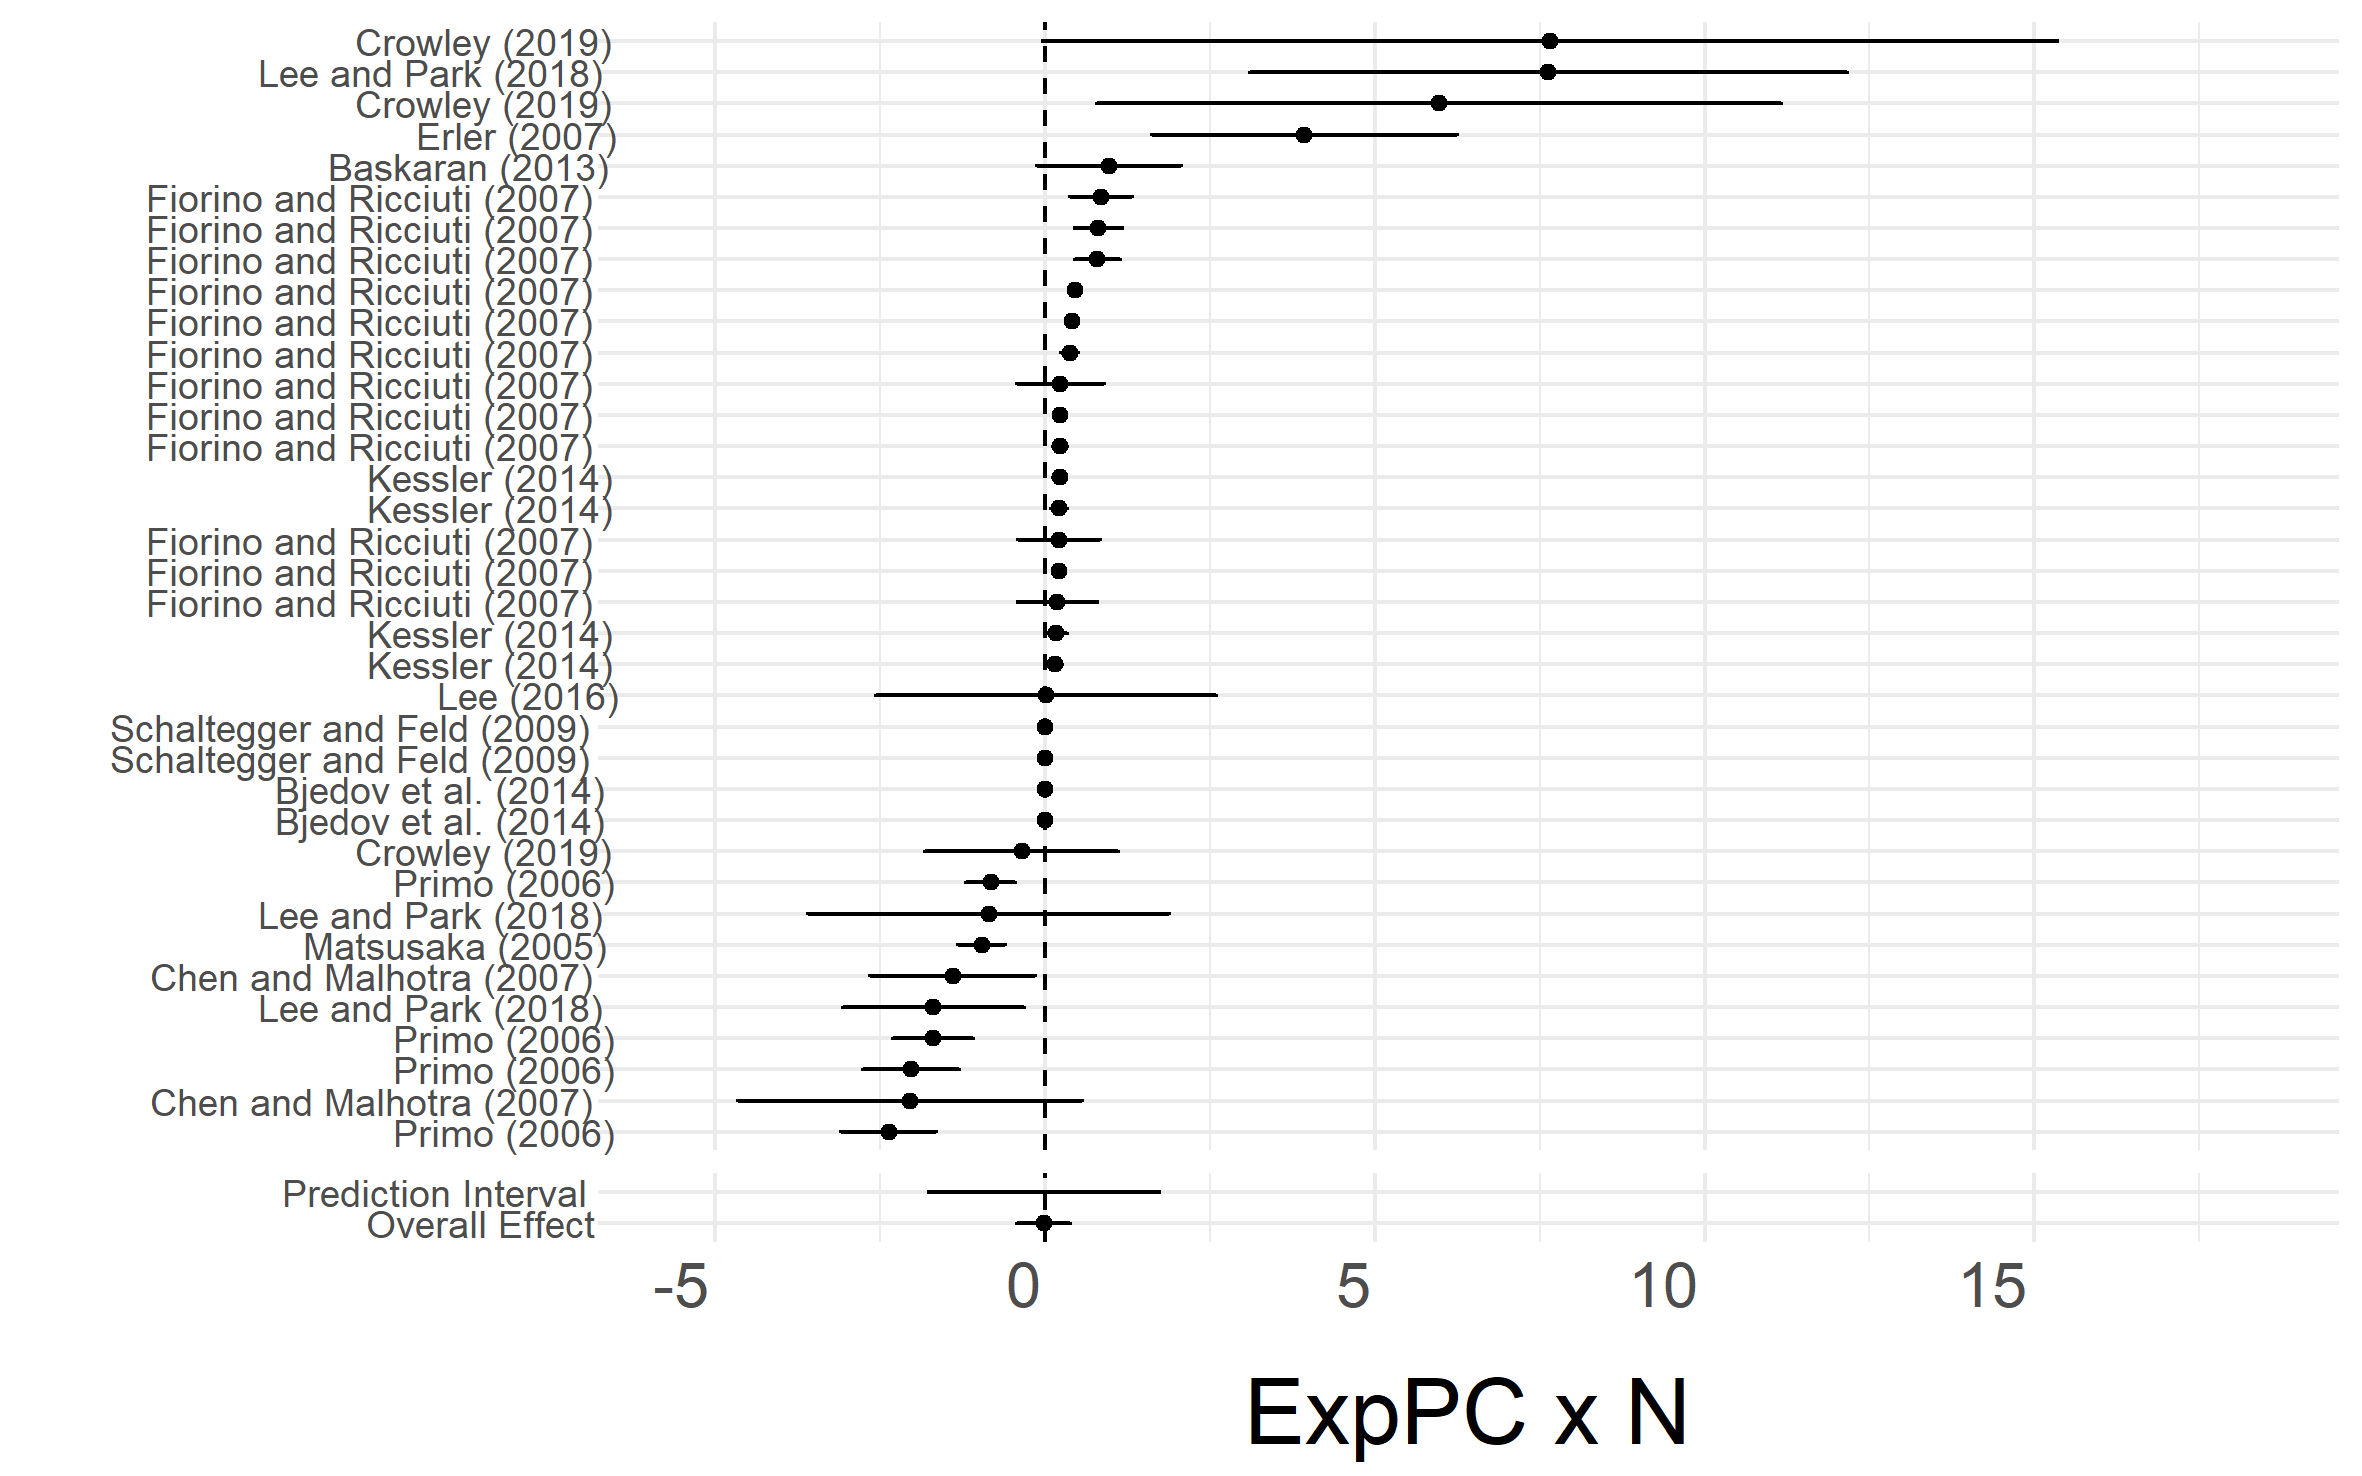 Crowley (2019)
Lee and Park (2018)
Crowley (2019)
Erler (2007)
Baskaran (2013)
Fiorino and Ricciuti (2007)
Fiorino and Ricciuti (2007)
Fiorino and Ricciuti (2007)
Fiorino and Ricciuti (2007)
Fiorino and Ricciuti (2007)
Fiorino and Ricciuti (2007)
Fiorino and Ricciuti (2007)
Fiorino and Ricciuti (2007)
Fiorino and Ricciuti (2007)
Kessler (2014)
Kessler (2014)
Fiorino and Ricciuti (2007)
Fiorino and Ricciuti (2007)
Fiorino and Ricciuti (2007)
Kessler (2014)
Kessler (2014)
Lee (2016)
Schaltegger and Feld (2009)
Schaltegger and Feld (2009)
Bjedov et al. (2014)
Bjedov et al. (2014)
Crowley (2019)
Primo (2006)
Lee and Park (2018)
Matsusaka (2005)
Chen and Malhotra (2007)
Lee and Park (2018)
Primo (2006)
Primo (2006)
Chen and Malhotra (2007)
Primo (2006)
Prediction Interval
Overall Effect
-5 0 5 10 15
ExpPC x N